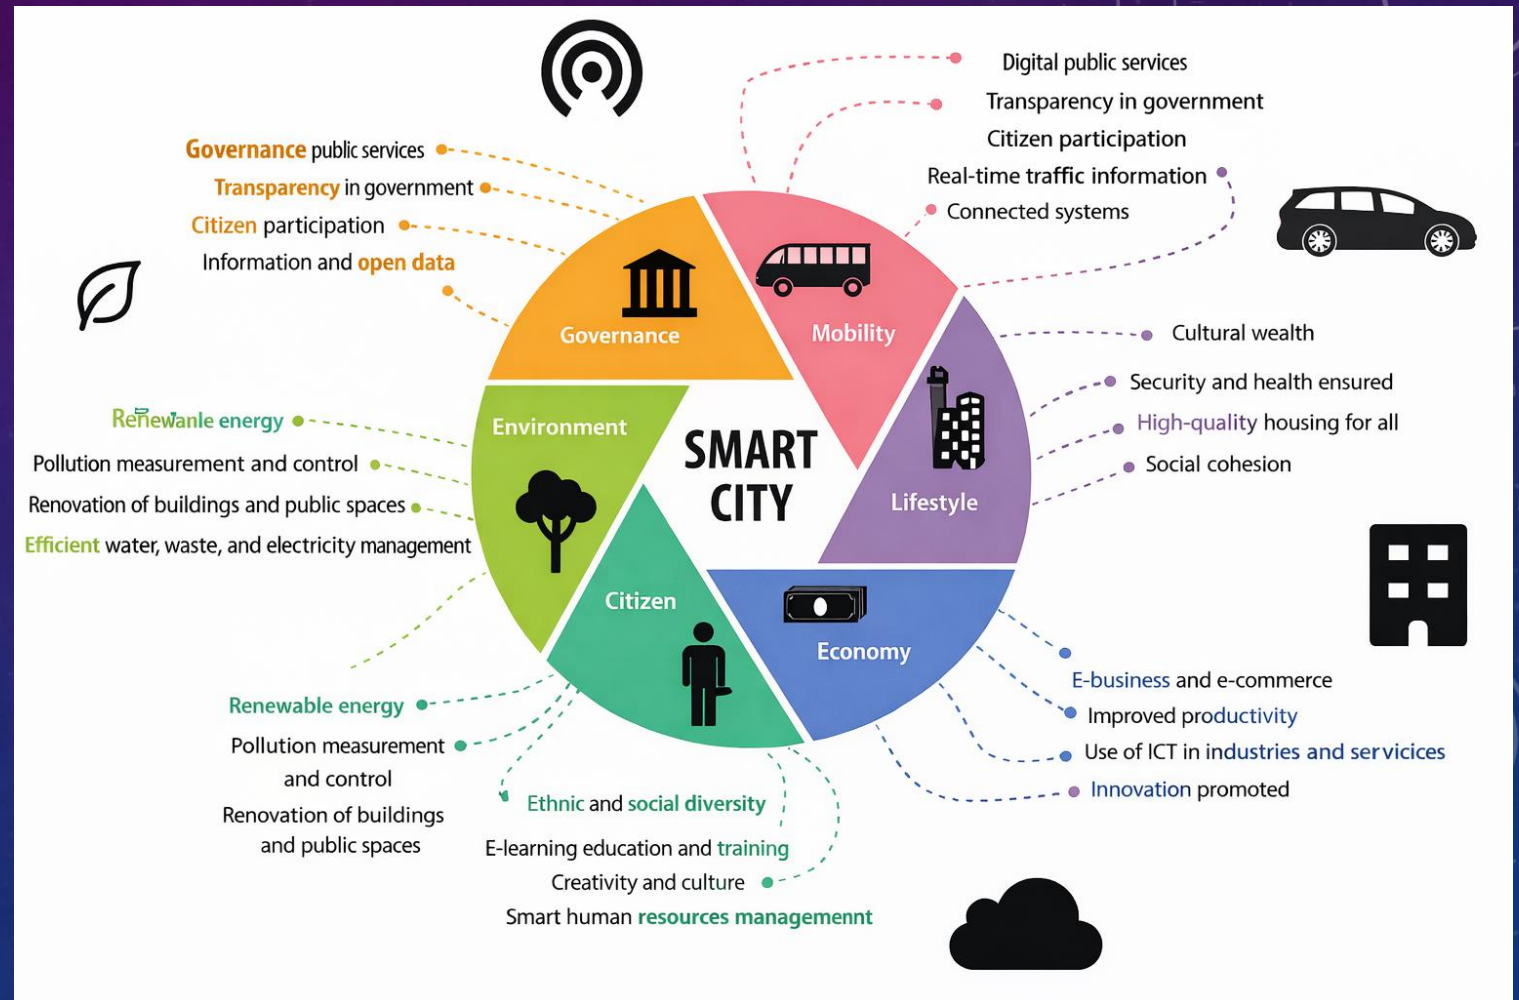 Digital public services
Transparency in government
Citizen participation
Real-time traffic information
Connected systems
Governance public services
Transparency in government
Citizen participation
Information and open data
Governance
Mobility
Cultural wealth
Security and health ensured
High-quality housing for all
Social cohesion
Renewanle energy
Pollution measurement and control
Renovation of buildings and public spaces
Efficient water, waste, and electricity management
Environment
SMART
CITY
Lifestyle
Citizen
Economy
E-business and e-commerce
Improved productivity
Use of ICT in industries and servicices
Innovation promoted
Renewable energy
Pollution measurement
and control
Renovation of buildings
and public spaces
Ethnic and social diversity
E-learning education and training
Creativity and culture
Smart human resources managemennt